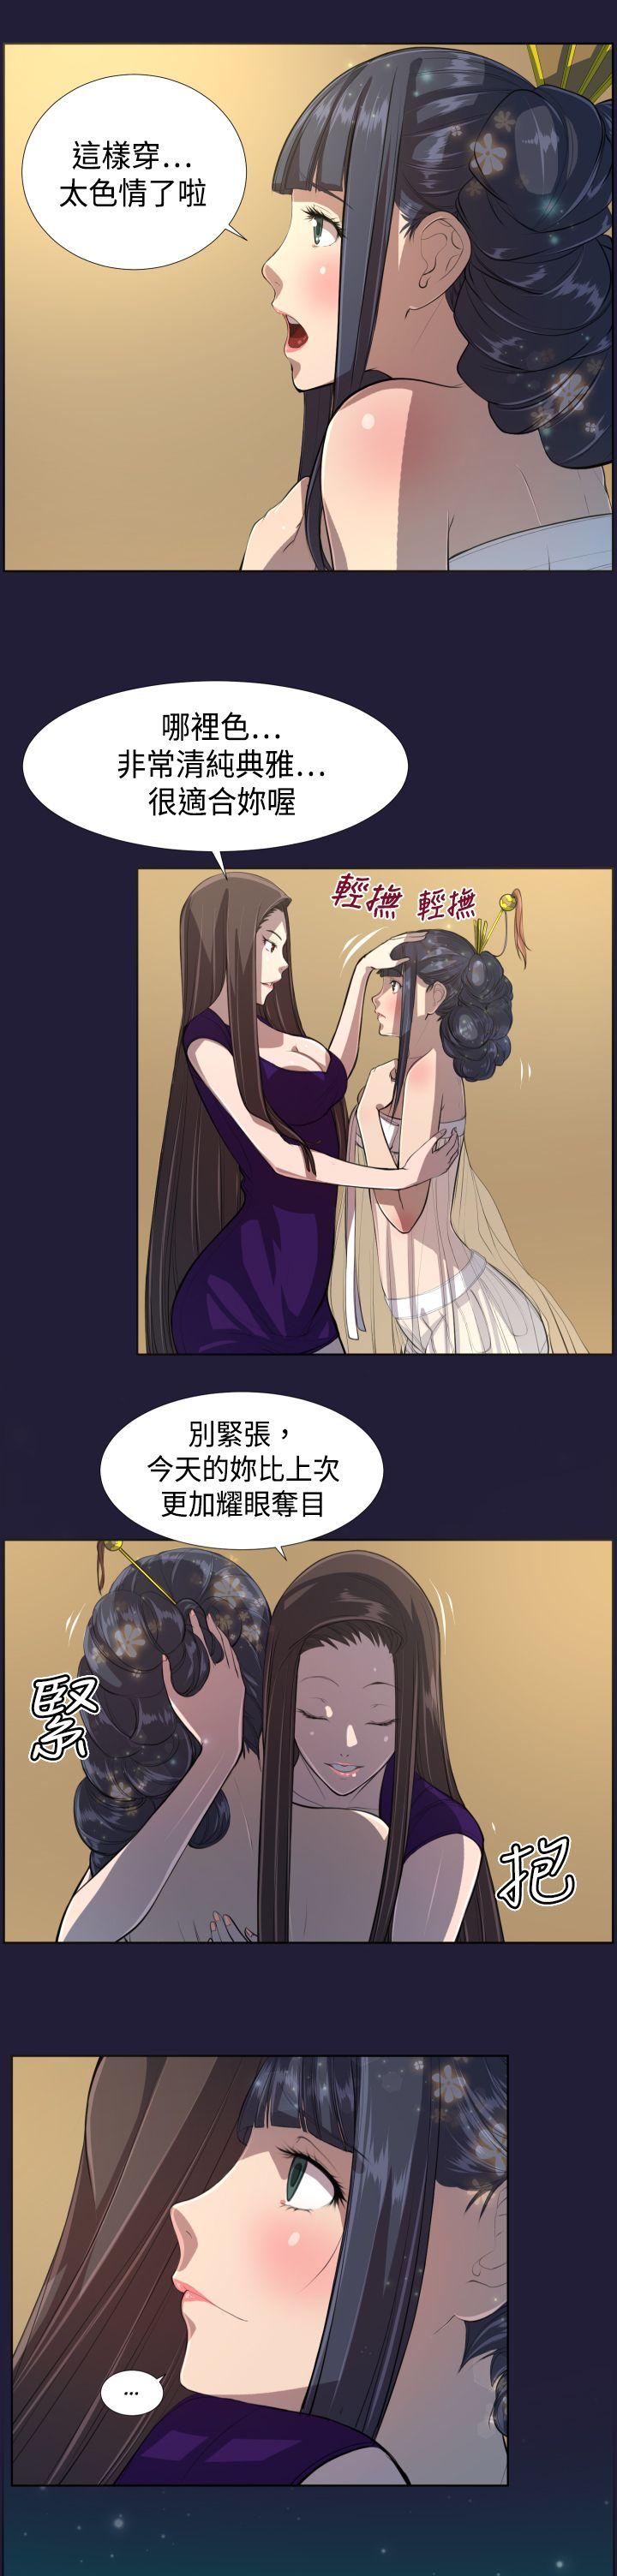 這樣穿...
太色情了啦
哪裡色...
非常清純典雅...
很適合妳喔
輕撫 輕撫
別緊張，
今天的妳比上次
更加耀眼奪目
緊
抱
...